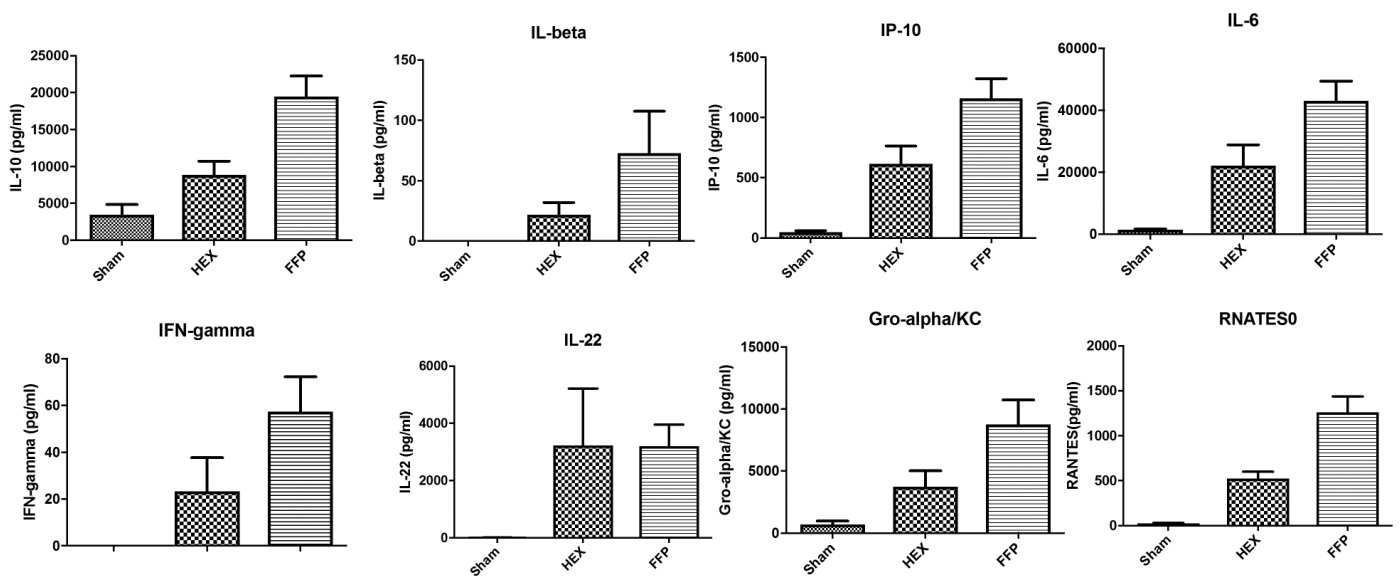 IL-10 (pg/ml)
25000
20000
15000
10000
5000
0
Sham
HEX
FFP
IL-beta
IL-beta (pg/ml)
150
100
50
0
Sham
HEX
FFP
IP-10
IP-10 (pg/ml)
1500
1000
500
0
Sham
HEX
FFP
IL-6
IL-6 (pg/ml)
60000
40000
20000
0
Sham
HEX
FFP
IFN-gamma
IFN-gamma (pg/ml)
80
60
40
20
0
IL-22
IL-22 (pg/ml)
6000
4000
2000
0
Sham
HEX
FFP
Gro-alpha/KC
Gro-alpha/KC (pg/ml)
15000
10000
5000
0
Sham
HEX
FFP
RNATES0
RANTES(pg/ml)
2000
1500
1000
500
0
Sham
HEX
FFP